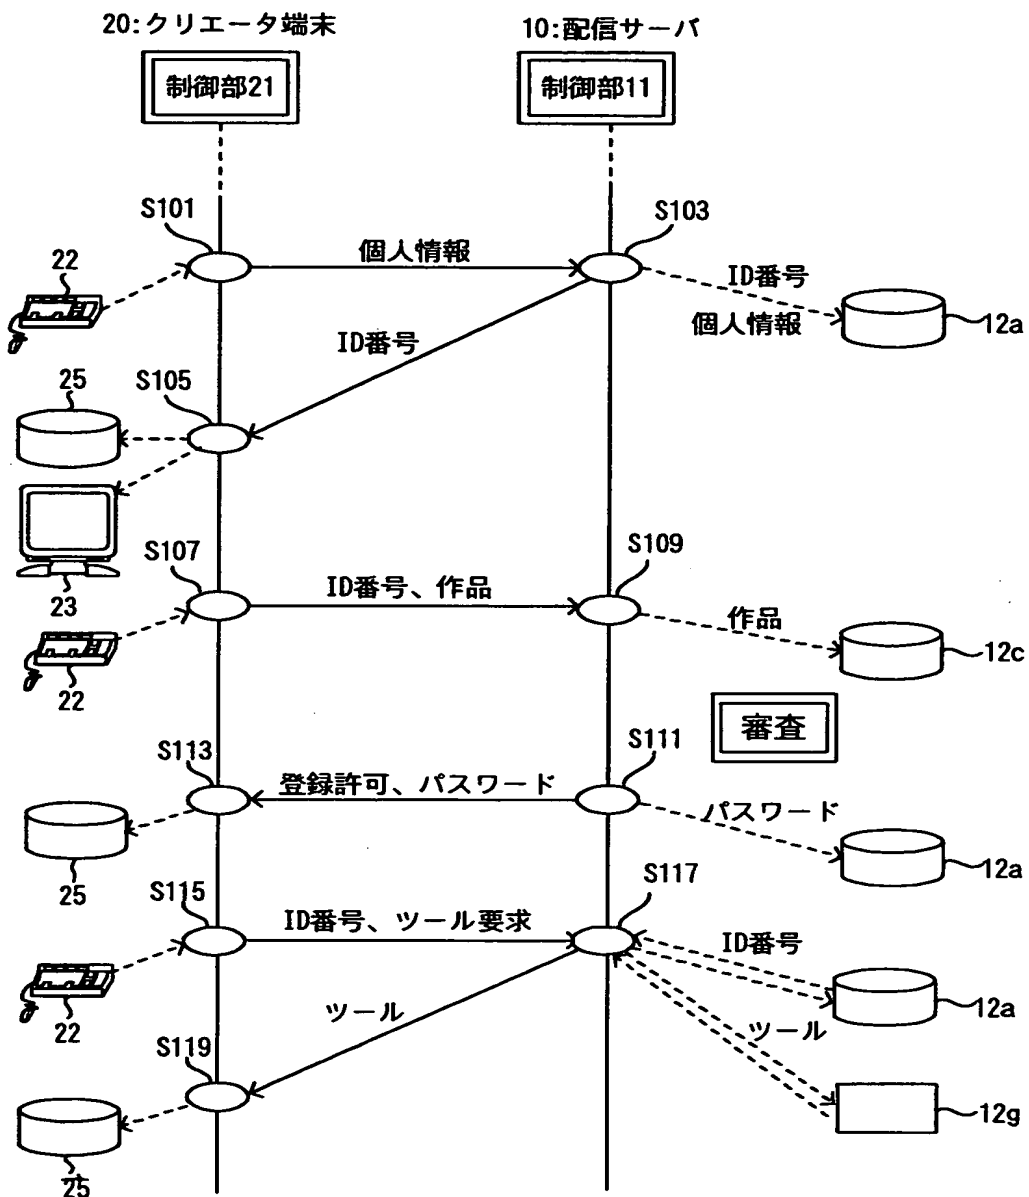 20:クリエータ端末
10:配信サーバ
制御部21
制御部11
S101
S103
個人情報
22
ID番号
個人情報
12a
ID番号
25
S105
S107
S109
ID番号、作品
23
作品
12c
22
審査
S113
S111
登録許可、パスワード
パスワード
25
12a
S115
S117
ID番号、ツール要求
ID番号
22
12a
ツール
ツール
S119
12g
25